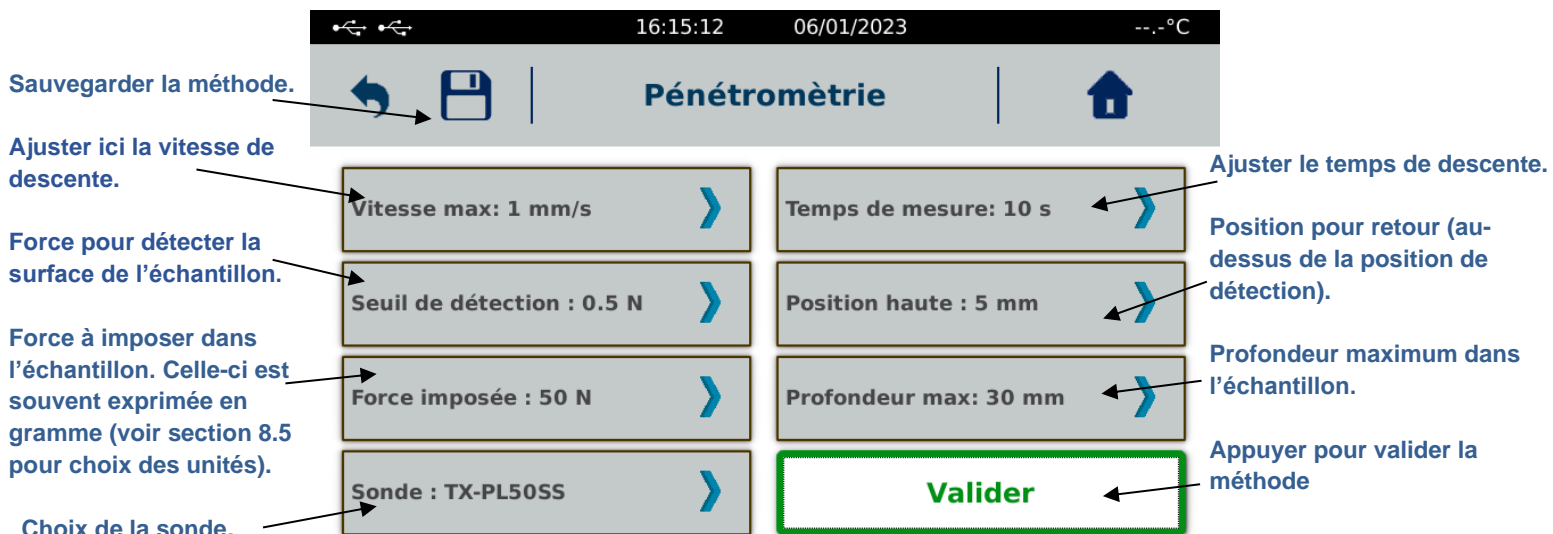 16:15:12 06/01/2023 --.-°C
Pénétromètrie
Sauvegarder la méthode.
Ajuster ici la vitesse de
descente.
Force pour détecter la
surface de l’échantillon.
Force à imposer dans
l’échantillon. Celle-ci est
souvent exprimée en
gramme (voir section 8.5
pour choix des unités).
Choix de la sonde.
Vitesse max: 1 mm/s
Temps de mesure: 10 s
Seuil de détection : 0.5 N
Position haute : 5 mm
Force imposée : 50 N
Profondeur max: 30 mm
Sonde : TX-PL50SS
Valider
Ajuster le temps de descente.
Position pour retour (au-
dessus de la position de
détection).
Profondeur maximum dans
l’échantillon.
Appuyer pour valider la
méthode